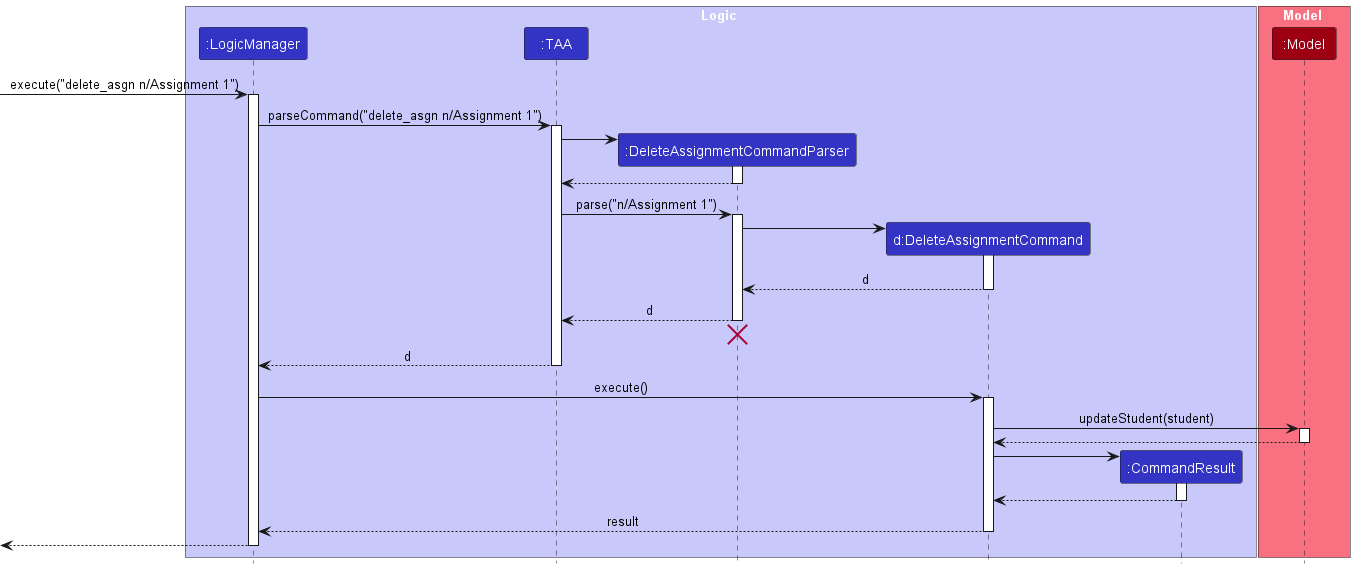 Logic
Model
:LogicManager
:TAA
:Model
execute("delete_asgn n/Assignment 1")
parseCommand("delete_asgn n/Assignment 1")
:DeleteAssignmentCommandParser
parse("n/Assignment 1")
d:DeleteAssignmentCommand
d
d
d
execute()
updateStudent(student)
:CommandResult
result